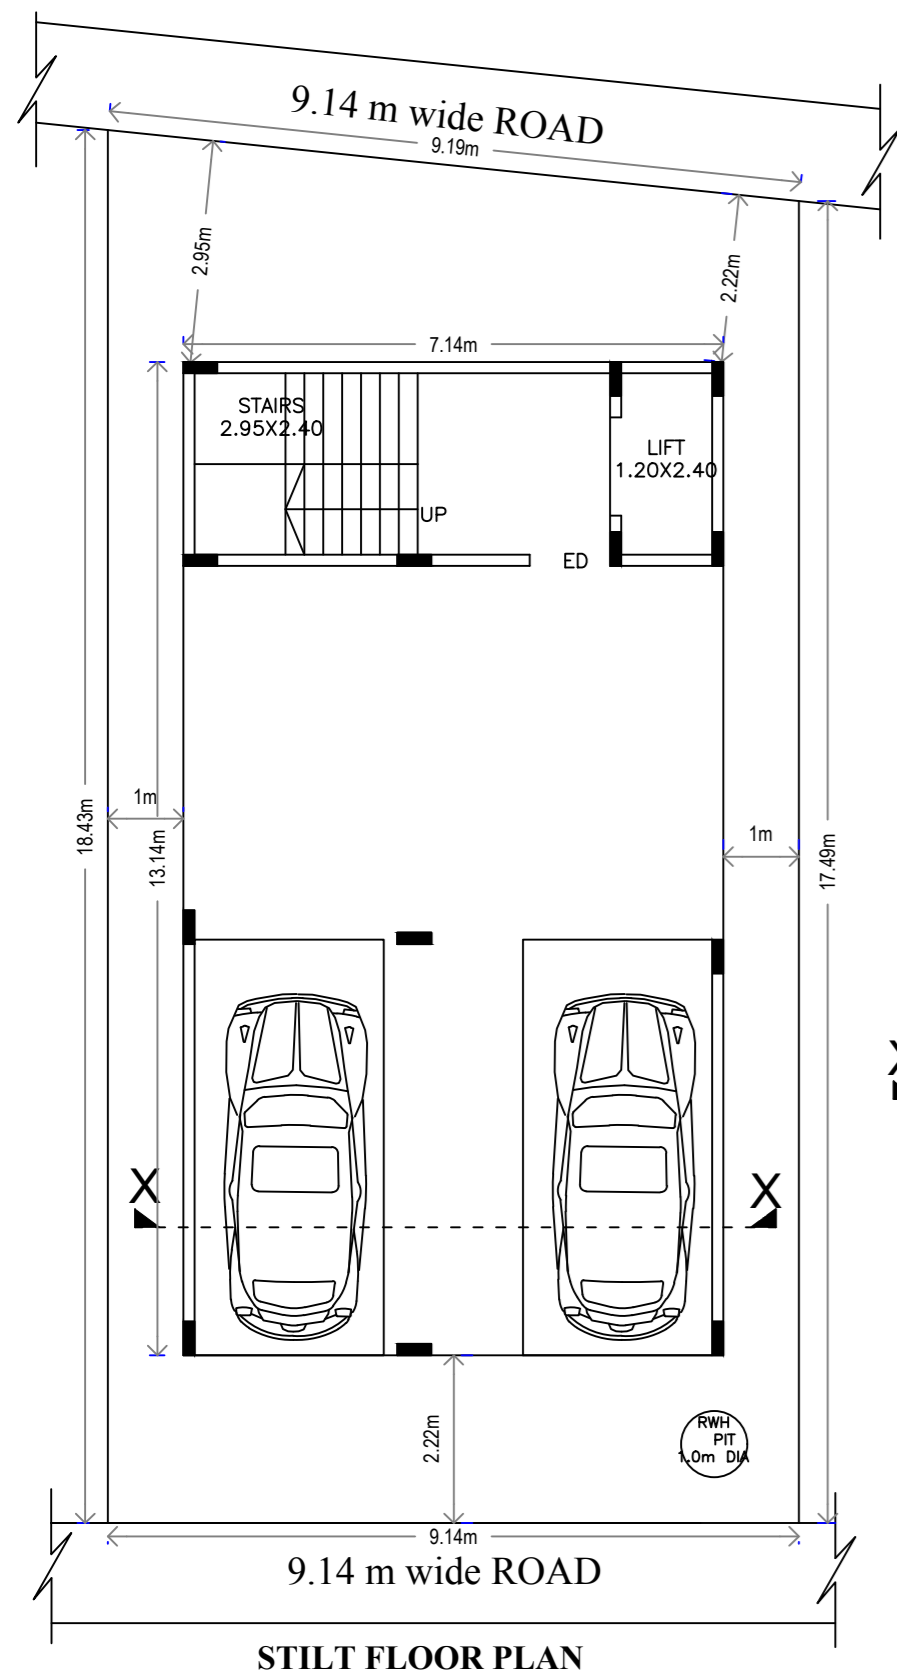 9.14 m wide ROAD
9.19m
2.95m
2.22m
7.14m
STAIRS
2.95X2.40
LIFT
1.20X2.40
UP
ED
1m
18.43m
13.14m
1m
17.49m
X
X
X
2.22m
RWH
PIT
1.0m DIA
9.14m
9.14 m wide ROAD
STILT FLOOR PLAN